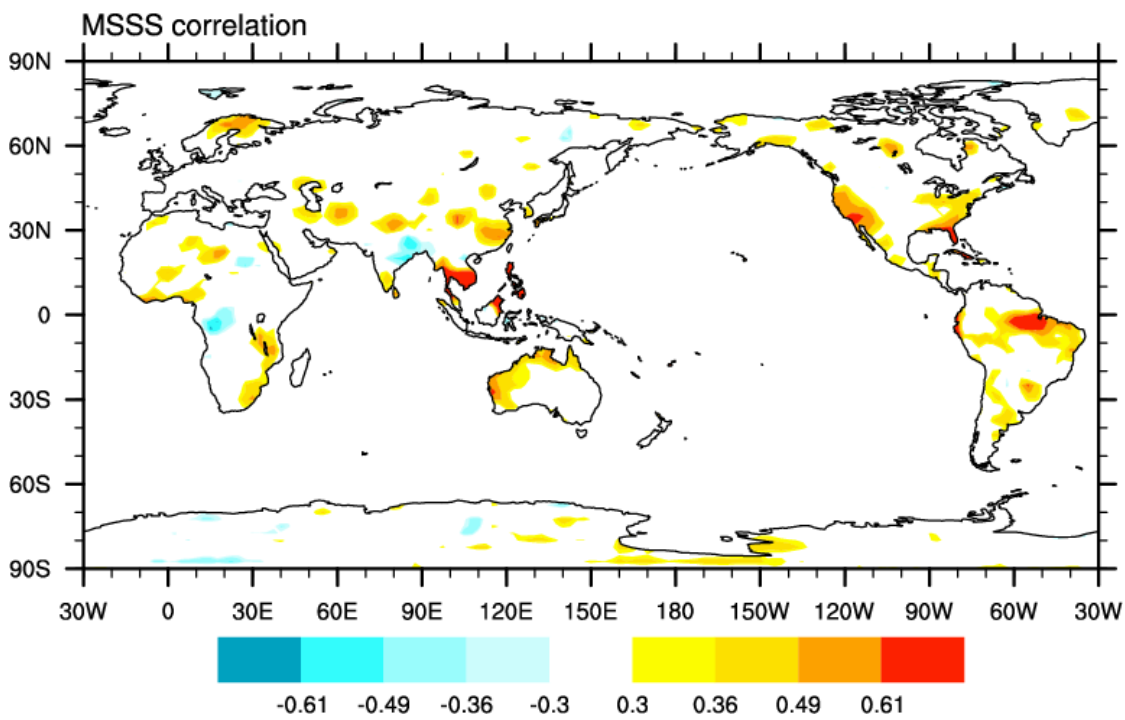 MSSS correlation
90N
60N
30N
0
30S
60S
90S
30W 0 30E 60E 90E 120E 150E 180 150W 120W 90W 60W 30W
-0.61 -0.49 -0.36 -0.3 0.3 0.36 0.49 0.61